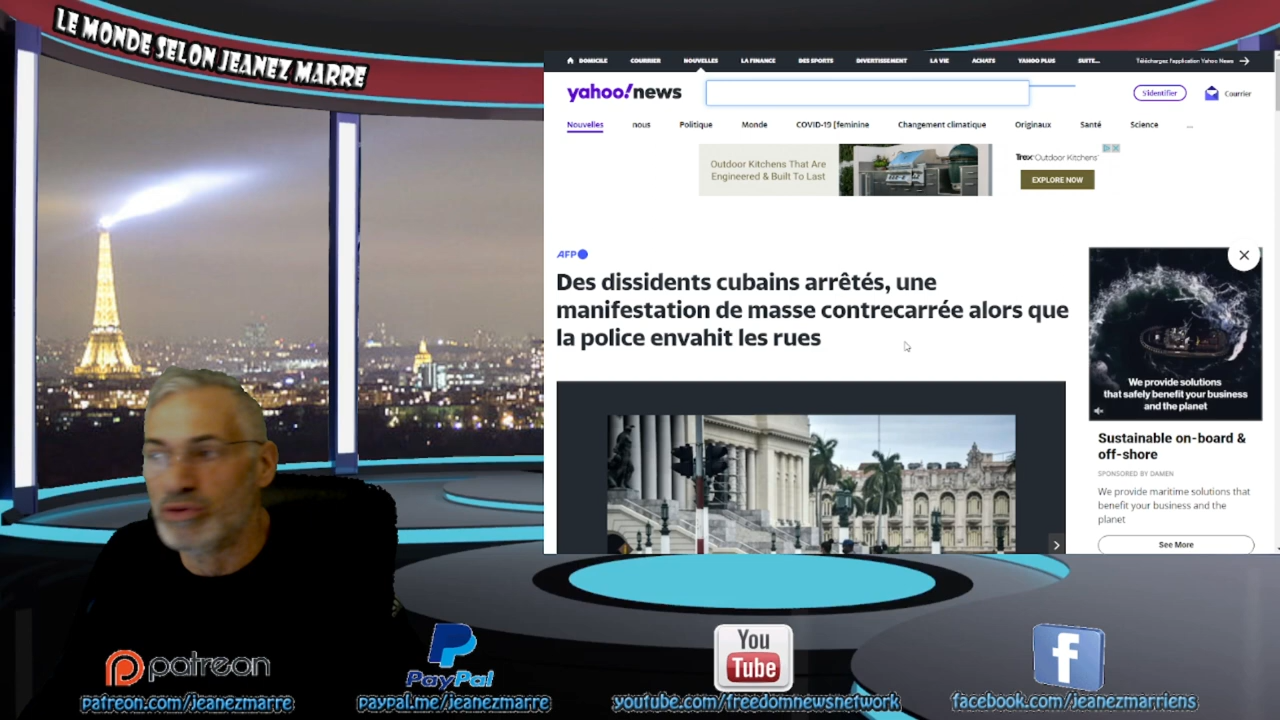 LE MONDE SELON JEANEZ MARRE
DOMICILE COURRIER NOUVELLES LA FINANCE DES SPORTS DIVERTISSEMENT LA VIE ACHATS YAHOO PLUS SUITE... Téléchargez l'application Yahoo News →
yahoo!news
S'identifier Courrier
Nouvelles nous Politique Monde COVID-19 [feminine Changement climatique Originaux Santé Science ...
Outdoor Kitchens That Are
Engineered & Built To Last
Trex Outdoor Kitchens
EXPLORE NOW
AFP
Des dissidents cubains arrêtés, une
manifestation de masse contrecarrée alors que
la police envahit les rues
We provide solutions
that safely benefit your business
and the planet
Sustainable on-board &
off-shore
SPONSORED BY DAMEN
We provide maritime solutions that
benefit your business and the
planet
See More
patreon
patreon.com/jeanezmarre
PayPal
paypal.me/jeanezmarre
You
Tube
youtube.com/freedomnewsnetwork
f
facebook.com/jeanezmarriens